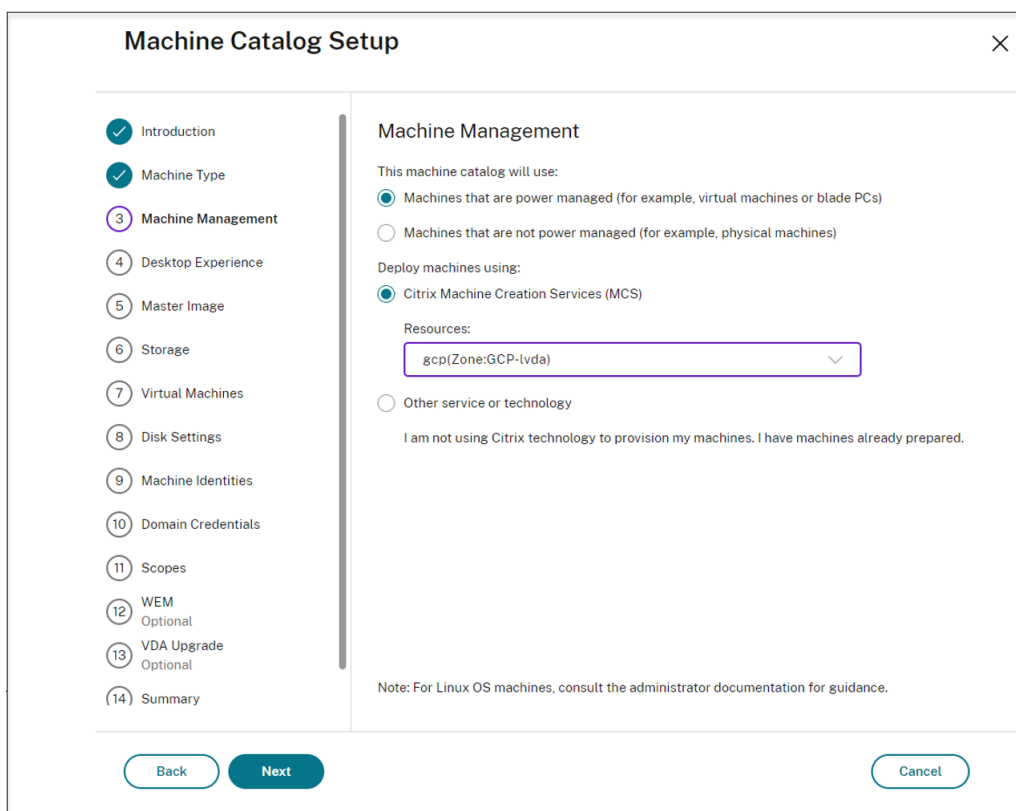 Machine Catalog Setup
Introduction
Machine Type
3 Machine Management
4 Desktop Experience
5 Master Image
6 Storage
7 Virtual Machines
8 Disk Settings
9 Machine Identities
10 Domain Credentials
11 Scopes
12 WEM
Optional
13 VDA Upgrade
Optional
14 Summary
Machine Management
This machine catalog will use:
Machines that are power managed (for example, virtual machines or blade PCs)
Machines that are not power managed (for example, physical machines)
Deploy machines using:
Citrix Machine Creation Services (MCS)
Resources:
gcp(Zone:GCP-lvda)
Other service or technology
I am not using Citrix technology to provision my machines. I have machines already prepared.
Note: For Linux OS machines, consult the administrator documentation for guidance.
Back
Next
Cancel